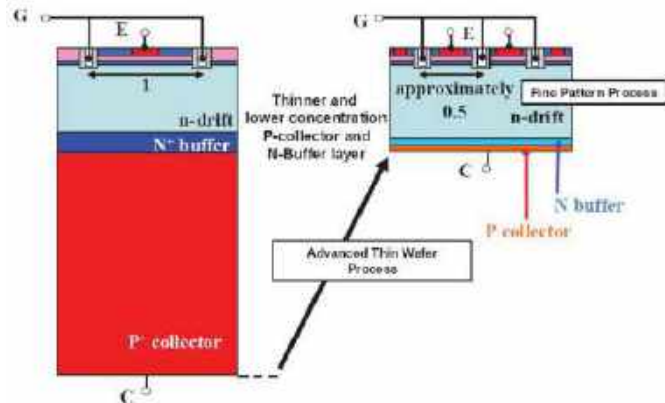 G
E
1
n-drift
N+ buffer
P+ collector
C
Thinner and
lower concentration
P-collector and
N-Buffer layer
Advanced Thin Wafer
Process
G
E
approximately
0.5
n-drift
Fine Pattern Process
C
N buffer
P collector